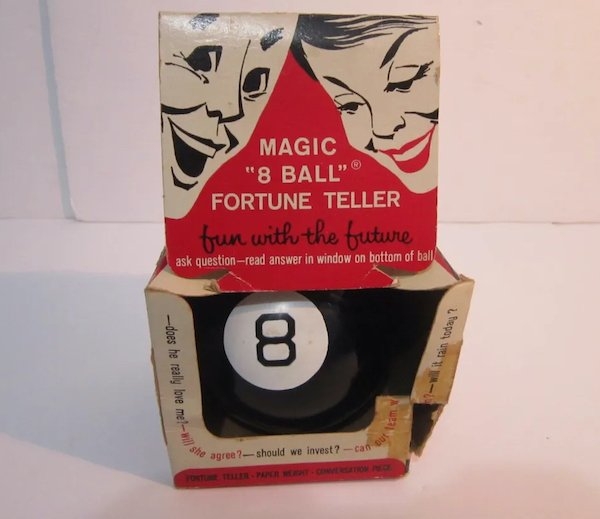 MAGIC
"8 BALL"®
FORTUNE TELLER
fun with the future
ask question—read answer in window on bottom of ball
8
—does he really love me?—will she agree?—should we invest?—can our team w
?—will it rain today?
FORTUNE TELLER - PAPER WEIGHT - CONVERSATION PIECE